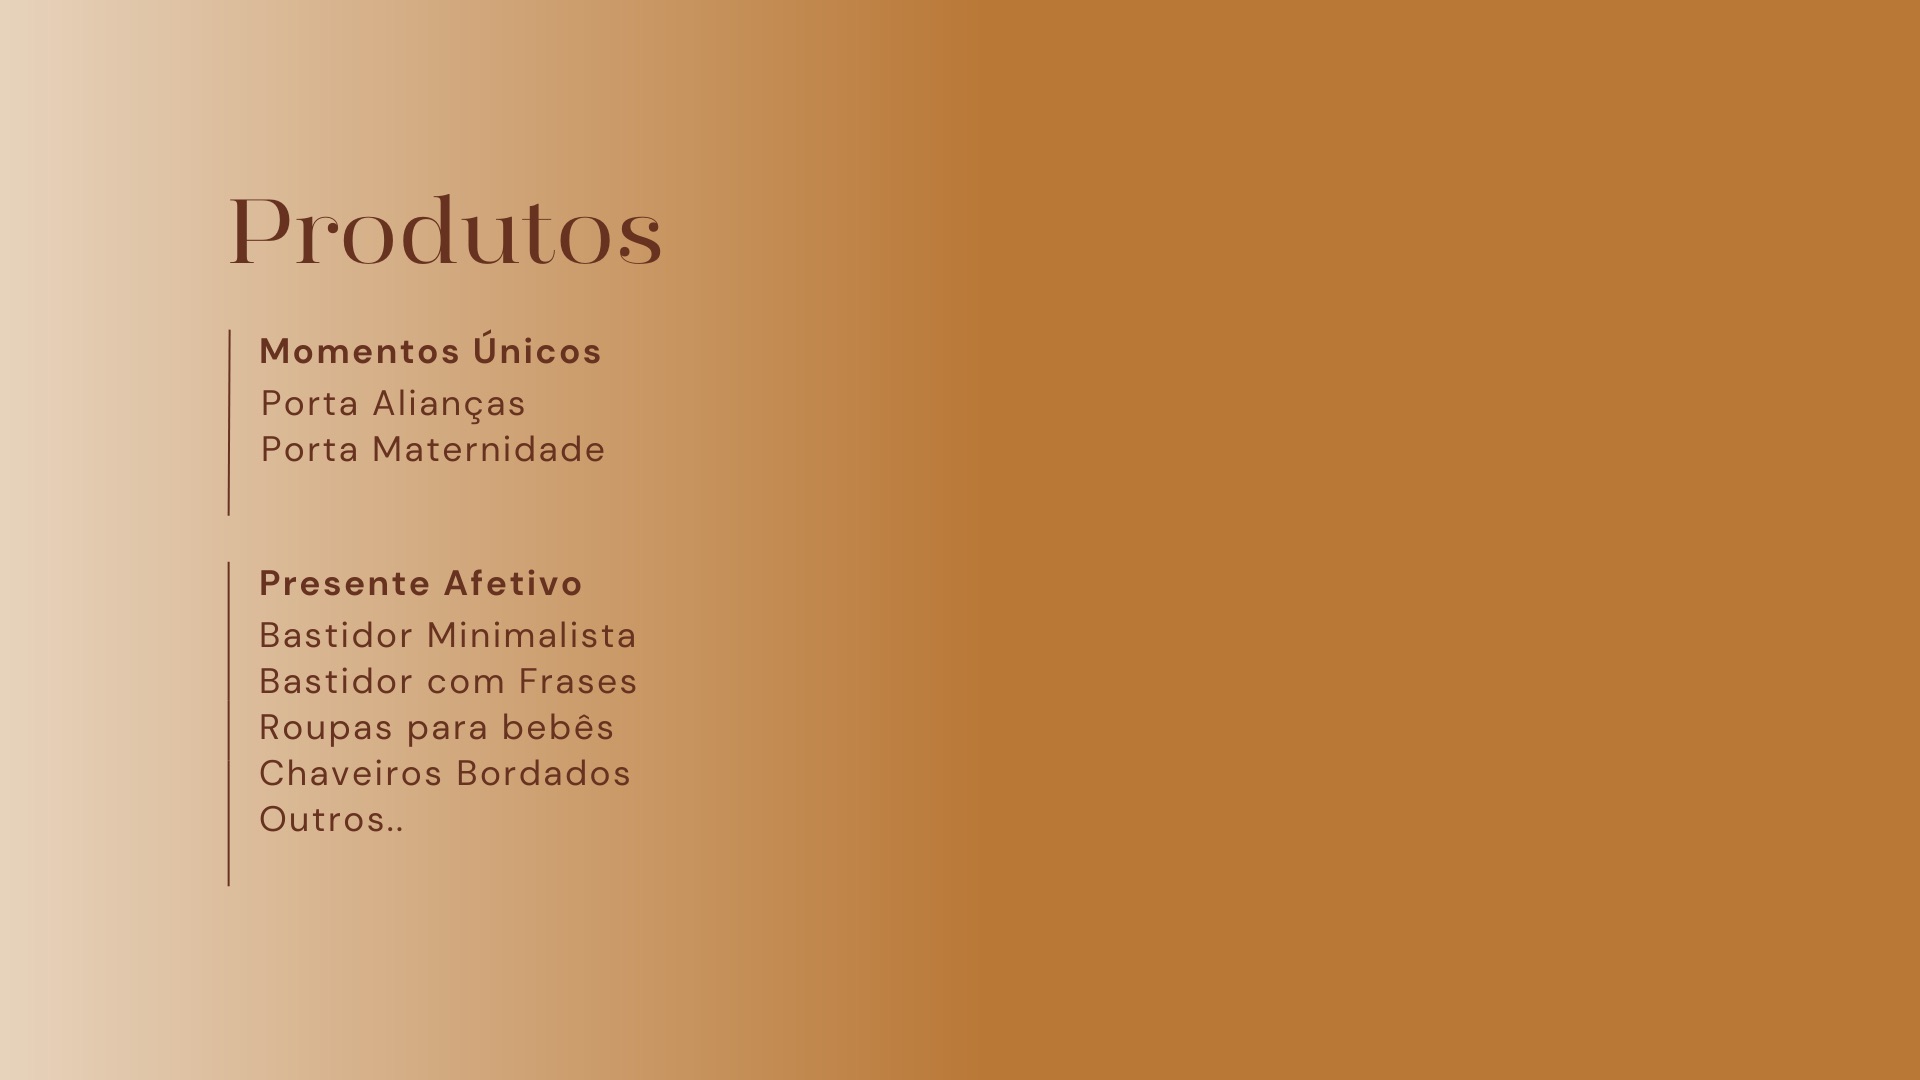 Produtos
Momentos Únicos
Porta Alianças
Porta Maternidade
Presente Afetivo
Bastidor Minimalista
Bastidor com Frases
Roupas para bebês
Chaveiros Bordados
Outros..